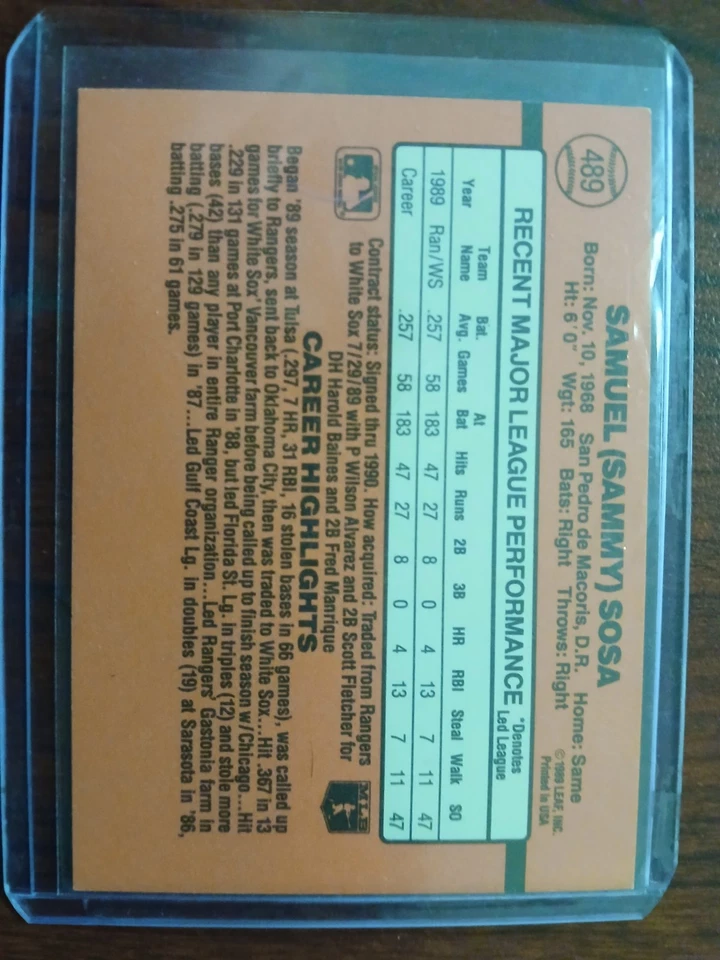 489
SAMUEL (SAMMY) SOSA
Born: Nov. 10, 1968 San Pedro de Macoris, D.R. Home: Same
Ht: 6'0" Wgt: 165 Bats: Right Throws: Right
© 1989 LEAF, INC.
Printed in USA
RECENT MAJOR LEAGUE PERFORMANCE
*Denotes
Led League
Year Team Name Bat. Avg. Games At Bat Hits Runs 2B 3B HR RBI Steal Walk SO
1989 Ran/WS .257 58 183 47 27 8 0 4 13 7 11 47
Career .257 58 183 47 27 8 0 4 13 7 11 47
Contract status: Signed thru 1990. How acquired: Traded from Rangers
to White Sox 7/29/89 with P Wilson Alvarez and 2B Scott Fletcher for
DH Harold Baines and 2B Fred Manrique
MLB
CAREER HIGHLIGHTS
Began '89 season at Tulsa (.297, 7 HR, 31 RBI, 16 stolen bases in 66 games), was called up
briefly to Rangers, sent back to Oklahoma City, then was traded to White Sox....Hit .367 in 13
games for White Sox' Vancouver farm before being called up to finish season w/Chicago...Hit
.229 in 131 games at Port Charlotte in '88, but led Florida St. Lg. in triples (12) and stole more
bases (42) than any player in entire Ranger organization....Led Rangers' Gastonia farm in
batting (.279 in 129 games) in '87...Led Gulf Coast Lg. in doubles (19) at Sarasota in '86,
batting .275 in 61 games.